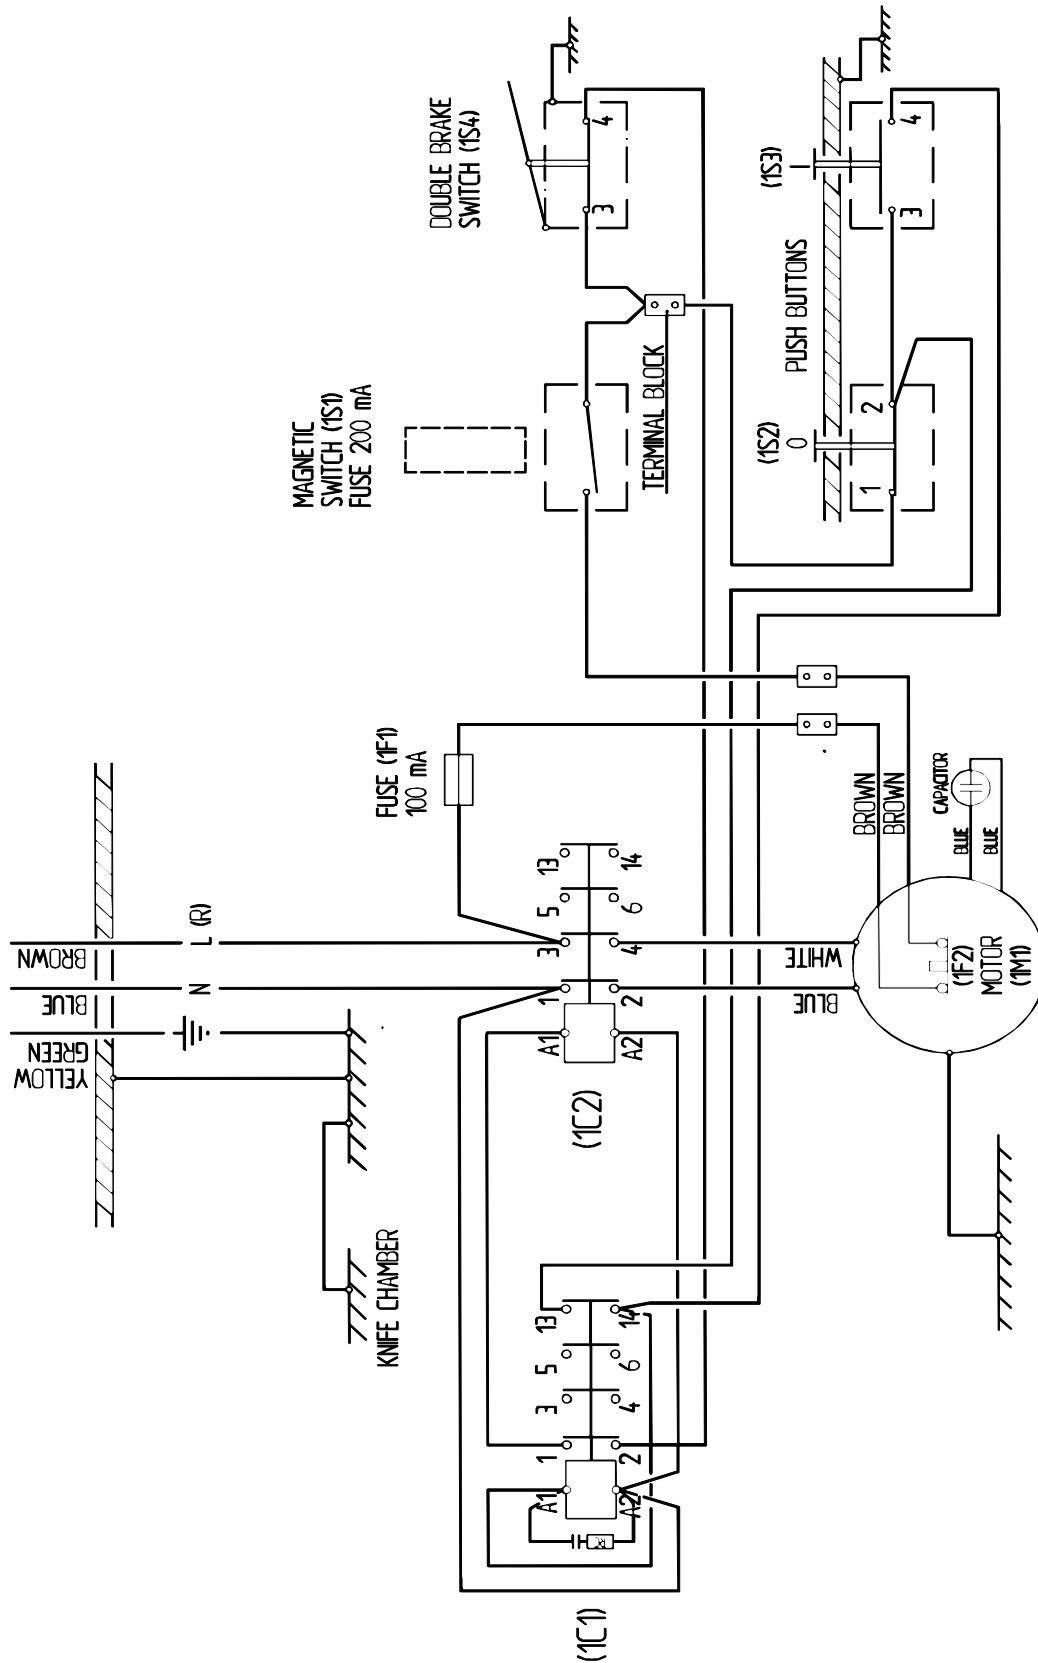 DOUBLE BRAKE
SWITCH (1S4)
3
4
MAGNETIC
SWITCH (1S1)
FUSE 200 mA
TERMINAL BLOCK
PUSH BUTTONS
(1S3)
I
3
4
(1S2)
0
1
2
FUSE (1F1)
100 mA
BROWN
L (R)
BLUE
N
YELLOW
GREEN
KNIFE CHAMBER
1
3
5
13
2
4
6
14
A1
A2
(1C2)
WHITE
BLUE
BROWN
BROWN
CAPACITOR
BLUE
BLUE
(1F2)
MOTOR
(1M1)
1
3
5
13
2
4
6
14
A1
A2
(1C1)